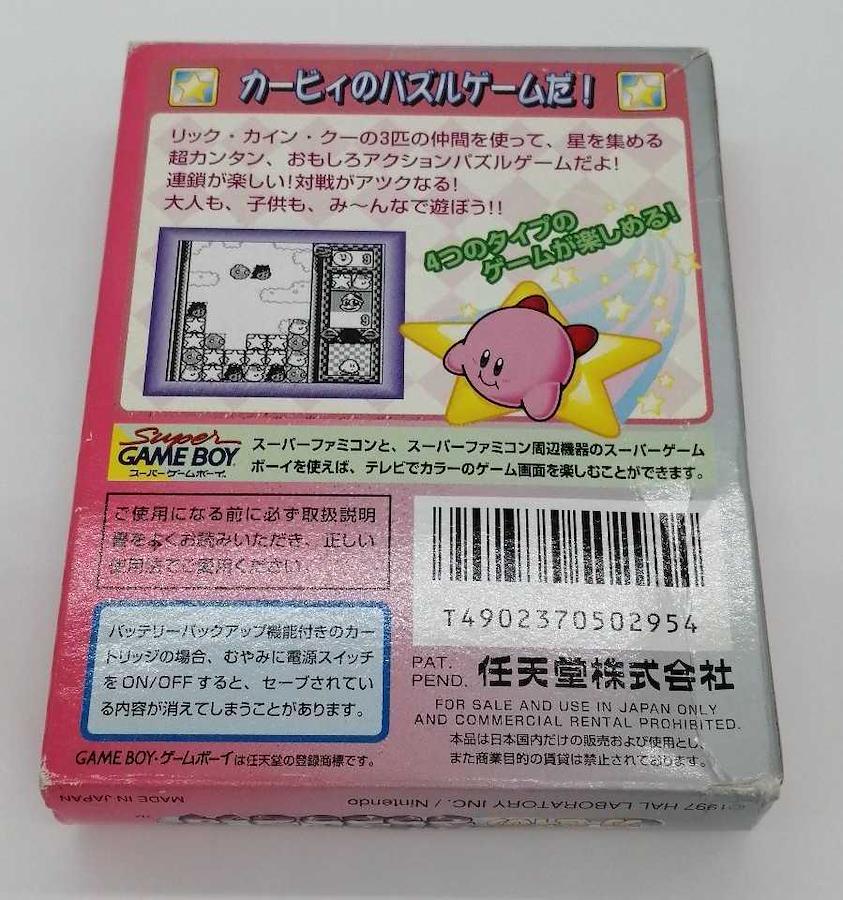 カービィのパズルゲームだ!
リック・カイン・クーの3匹の仲間を使って、星を集める
超カンタン、おもしろアクションパズルゲームだよ!
連鎖が楽しい!対戦がアツくなる!
大人も、子供も、み〜んなで遊ぼう!!
4つのタイプの
ゲームが楽しめる!
9
9
Super
GAME BOY
スーパーゲームボーイ
スーパーファミコンと、スーパーファミコン周辺機器のスーパーゲーム
ボーイを使えば、テレビでカラーのゲーム画面を楽しむことができます。
ご使用になる前に必ず取扱説明
書をよくお読みいただき、正しい
使用法でご愛用ください。
バッテリーバックアップ機能付きのカー
トリッジの場合、むやみに電源スイッチ
をON/OFFすると、セーブされてい
る内容が消えてしまうことがあります。
GAME BOY・ゲームボーイは任天堂の登録商標です。
T4902370502954
PAT.
PEND. 任天堂株式会社
FOR SALE AND USE IN JAPAN ONLY
AND COMMERCIAL RENTAL PROHIBITED.
本品は日本国内だけの販売および使用とし、
また商業目的の賃貸は禁止されております。
©1997 HAL LABORATORY INC. / Nintendo
MADE IN JAPAN